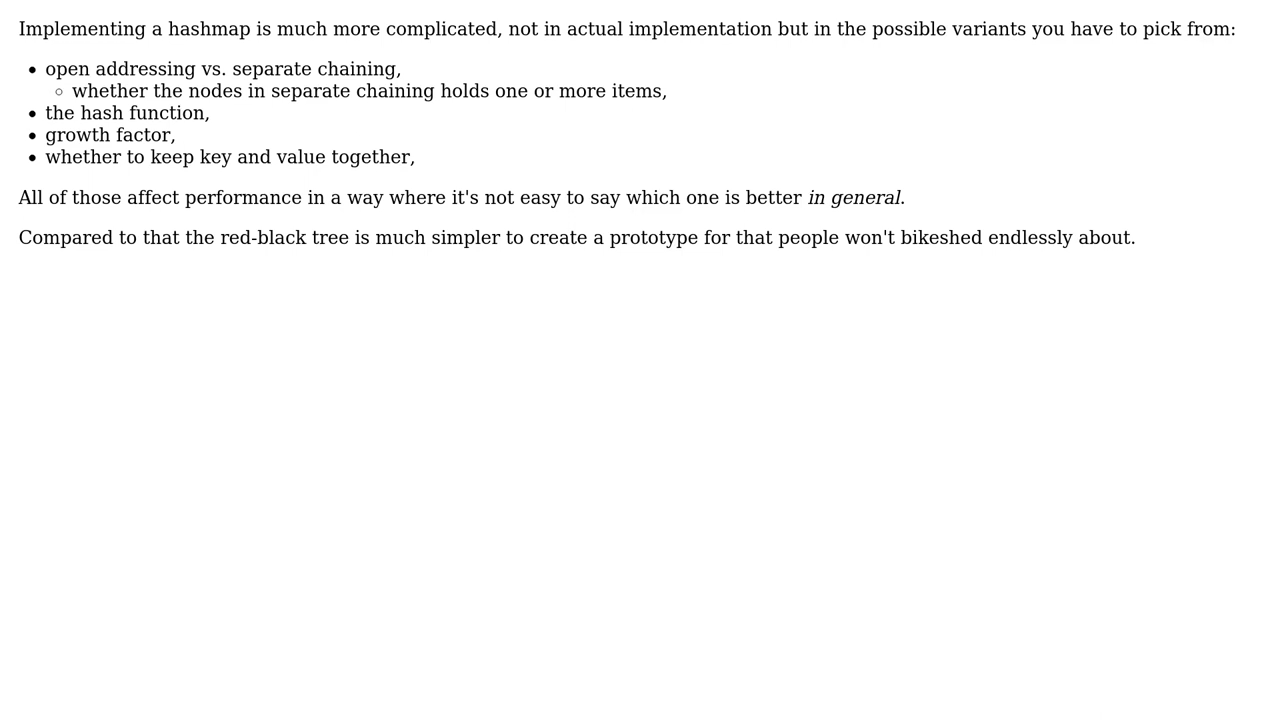 Implementing a hashmap is much more complicated, not in actual implementation but in the possible variants you have to pick from:
• open addressing vs. separate chaining,
◦ whether the nodes in separate chaining holds one or more items,
• the hash function,
• growth factor,
• whether to keep key and value together,
All of those affect performance in a way where it's not easy to say which one is better in general.
Compared to that the red-black tree is much simpler to create a prototype for that people won't bikeshed endlessly about.